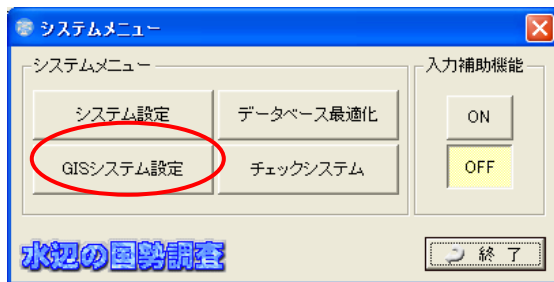 システムメニュー
システムメニュー
入力補助機能
システム設定
データベース最適化
ON
GISシステム設定
チェックシステム
OFF
水辺の国勢調査
終了